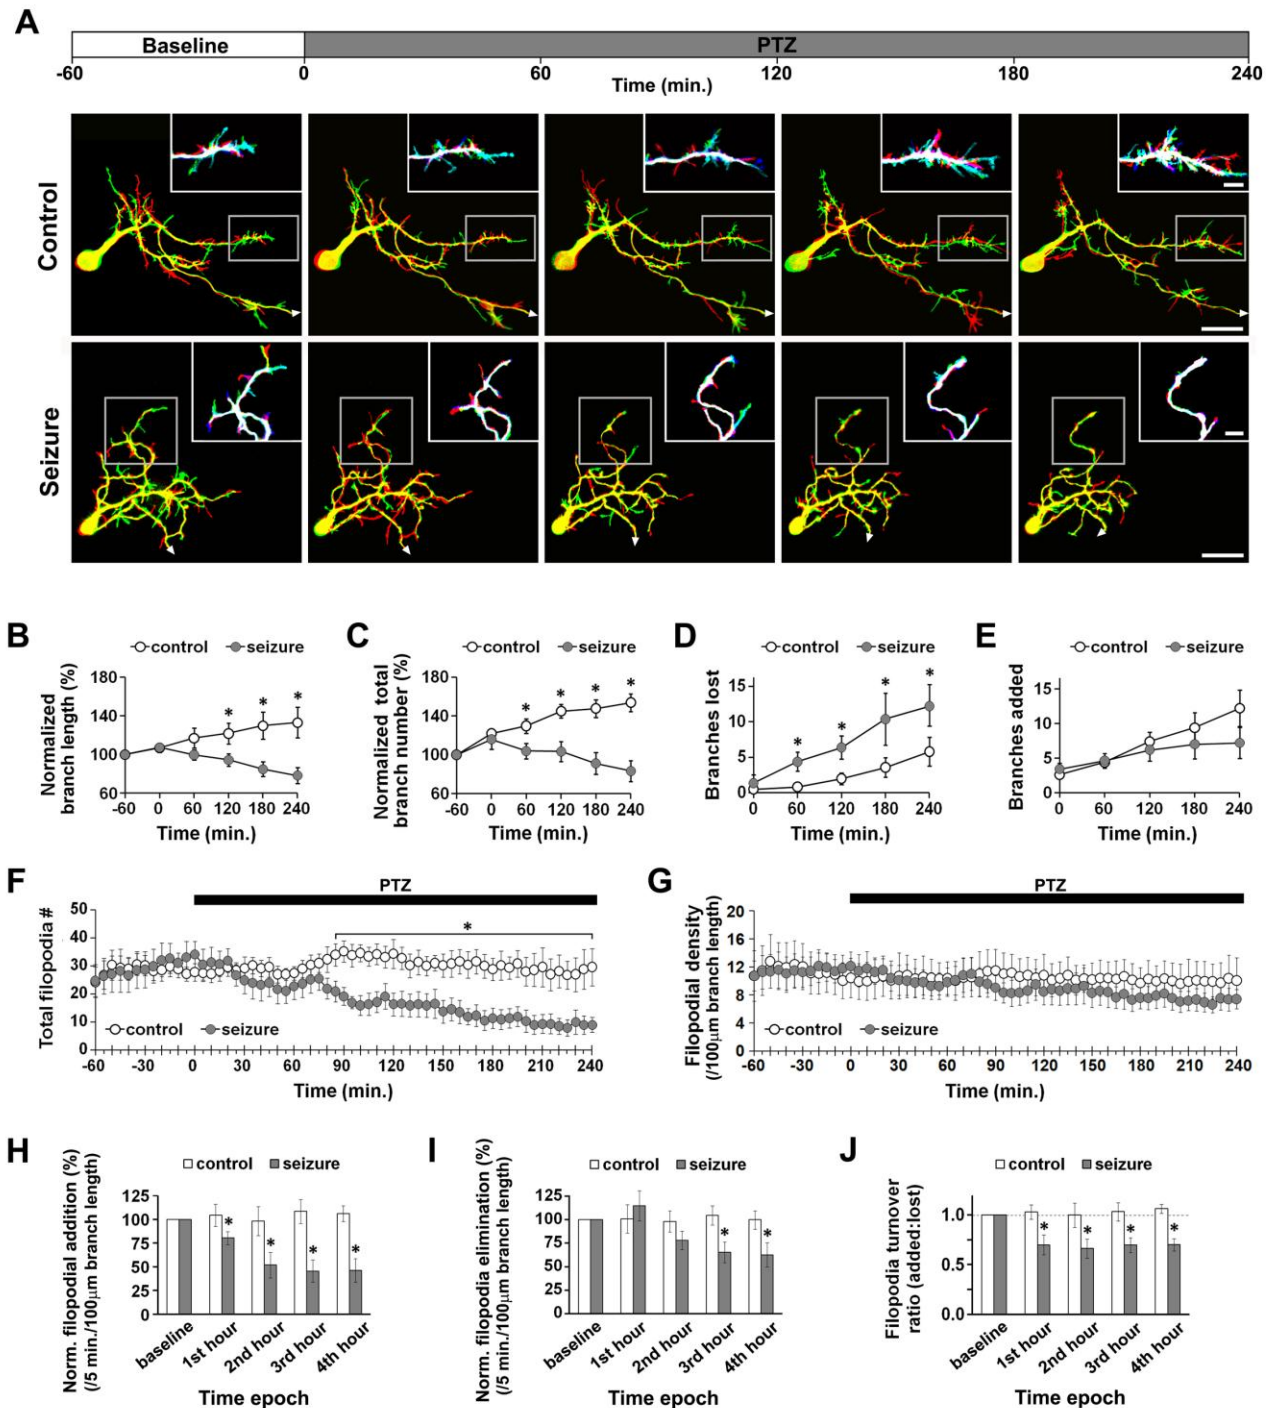 A
Baseline PTZ
-60 0 60 120 180 240
Time (min.)
Control
Seizure
B
control seizure
Normalized
branch length (%)
180
140
100
60
-60 0 60 120 180 240
* * *
Time (min.)
C
control seizure
Normalized total
branch number (%)
180
140
100
60
-60 0 60 120 180 240
* * * *
Time (min.)
D
control seizure
Branches lost
15
10
5
0
0 60 120 180 240
* * * *
Time (min.)
E
control seizure
Branches added
15
10
5
0
0 60 120 180 240
Time (min.)
F
PTZ
Total filopodia #
50
40
30
20
10
0
*
control seizure
-60 -30 0 30 60 90 120 150 180 210 240
Time (min.)
G
PTZ
Filopodial density
(/100μm branch length)
20
16
12
8
4
0
control seizure
-60 -30 0 30 60 90 120 150 180 210 240
Time (min.)
H
control seizure
Norm. filopodial addition (%)
(/5 min./100μm branch length)
125
100
75
50
25
0
* * * *
baseline 1st hour 2nd hour 3rd hour 4th hour
Time epoch
I
control seizure
Norm. filopodia elimination (%)
(/5 min./100μm branch length)
125
100
75
50
25
0
* *
baseline 1st hour 2nd hour 3rd hour 4th hour
Time epoch
J
control seizure
Filopodia turnover
ratio (added:lost)
1.0
0.5
0.0
* * * *
baseline 1st hour 2nd hour 3rd hour 4th hour
Time epoch